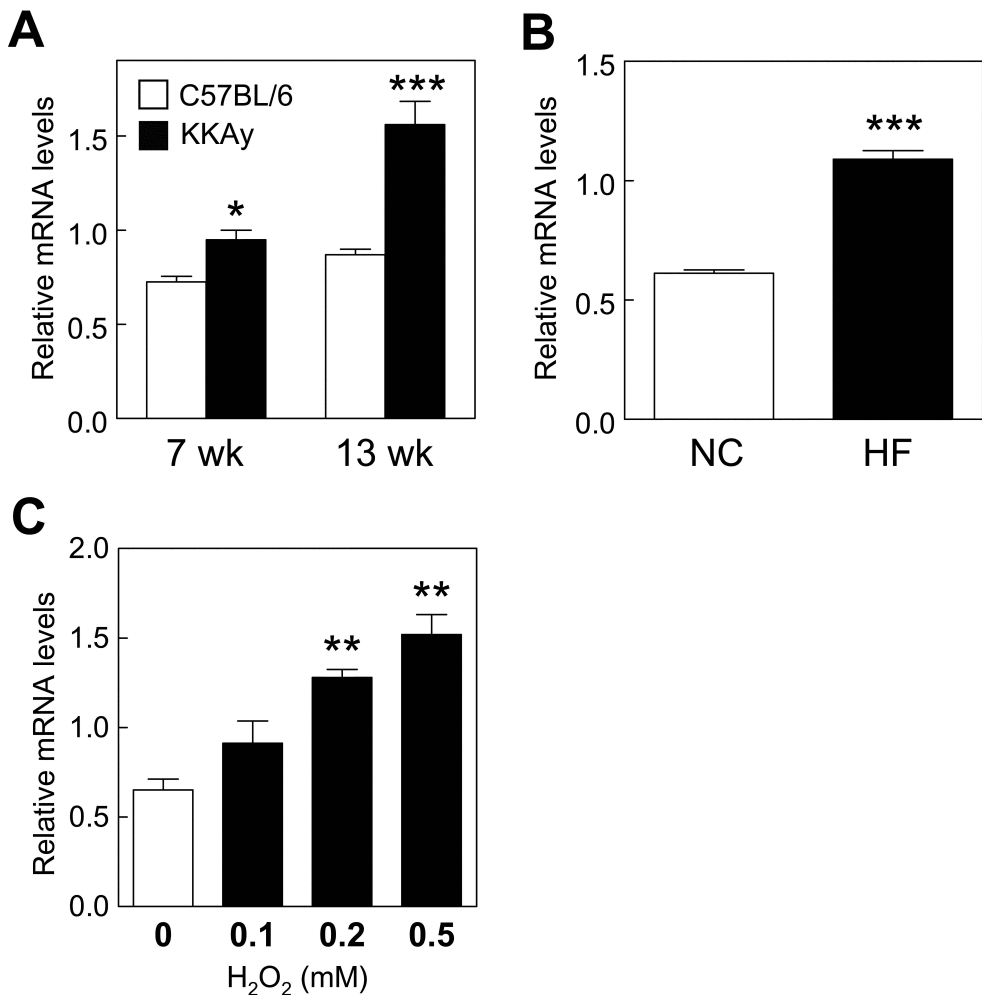 A
Relative mRNA levels
1.5
1.0
0.5
0.0
C57BL/6
KKAy
*
***
7 wk
13 wk
B
Relative mRNA levels
1.5
1.0
0.5
0.0
***
NC
HF
C
Relative mRNA levels
2.0
1.5
1.0
0.5
0.0
**
**
0
0.1
0.2
0.5
H₂O₂ (mM)